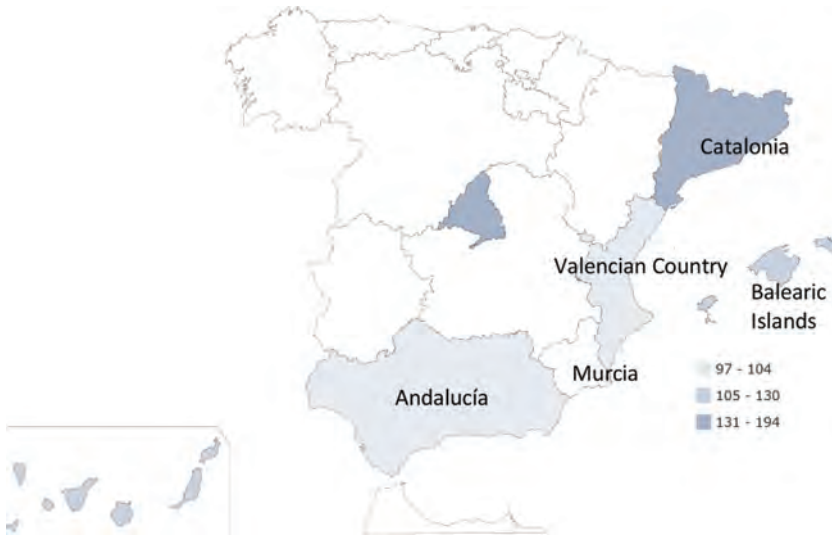 Catalonia
Valencian Country
Balearic
Islands
Murcia
Andalucía
97 - 104
105 - 130
131 - 194